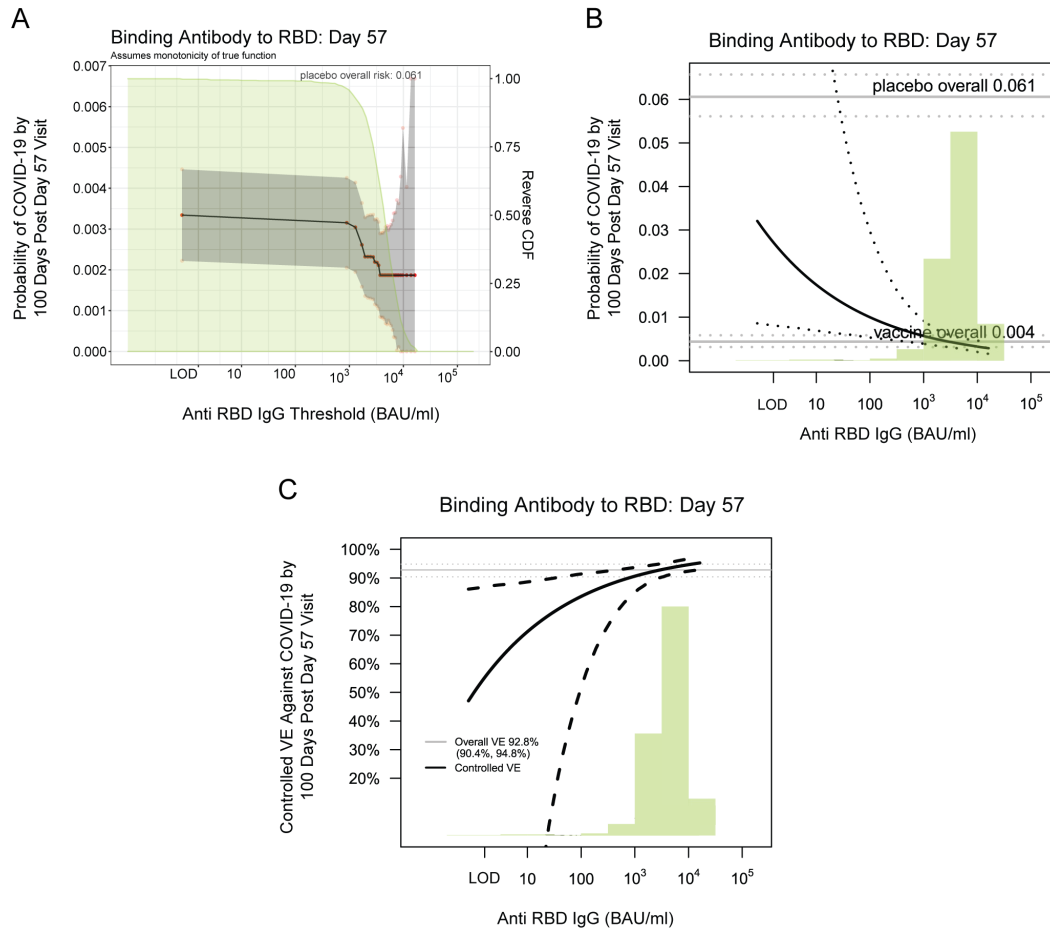 A
Binding Antibody to RBD: Day 57
Assumes monotonicity of true function
placebo overall risk: 0.061
Probability of COVID-19 by
100 Days Post Day 57 Visit
0.007
0.006
0.005
0.004
0.003
0.002
0.001
0.000
1.00
0.75
0.50
0.25
0.00
Reverse CDF
LOD 10 100 10³ 10⁴ 10⁵
Anti RBD IgG Threshold (BAU/ml)
B
Binding Antibody to RBD: Day 57
placebo overall 0.061
vaccine overall 0.004
Probability of COVID-19 by
100 Days Post Day 57 Visit
0.06
0.05
0.04
0.03
0.02
0.01
0.00
LOD 10 100 10³ 10⁴ 10⁵
Anti RBD IgG (BAU/ml)
C
Binding Antibody to RBD: Day 57
Controlled VE Against COVID-19 by
100 Days Post Day 57 Visit
100%
90%
80%
70%
60%
50%
40%
30%
20%
Overall VE 92.8%
(90.4%, 94.8%)
Controlled VE
LOD 10 100 10³ 10⁴ 10⁵
Anti RBD IgG (BAU/ml)